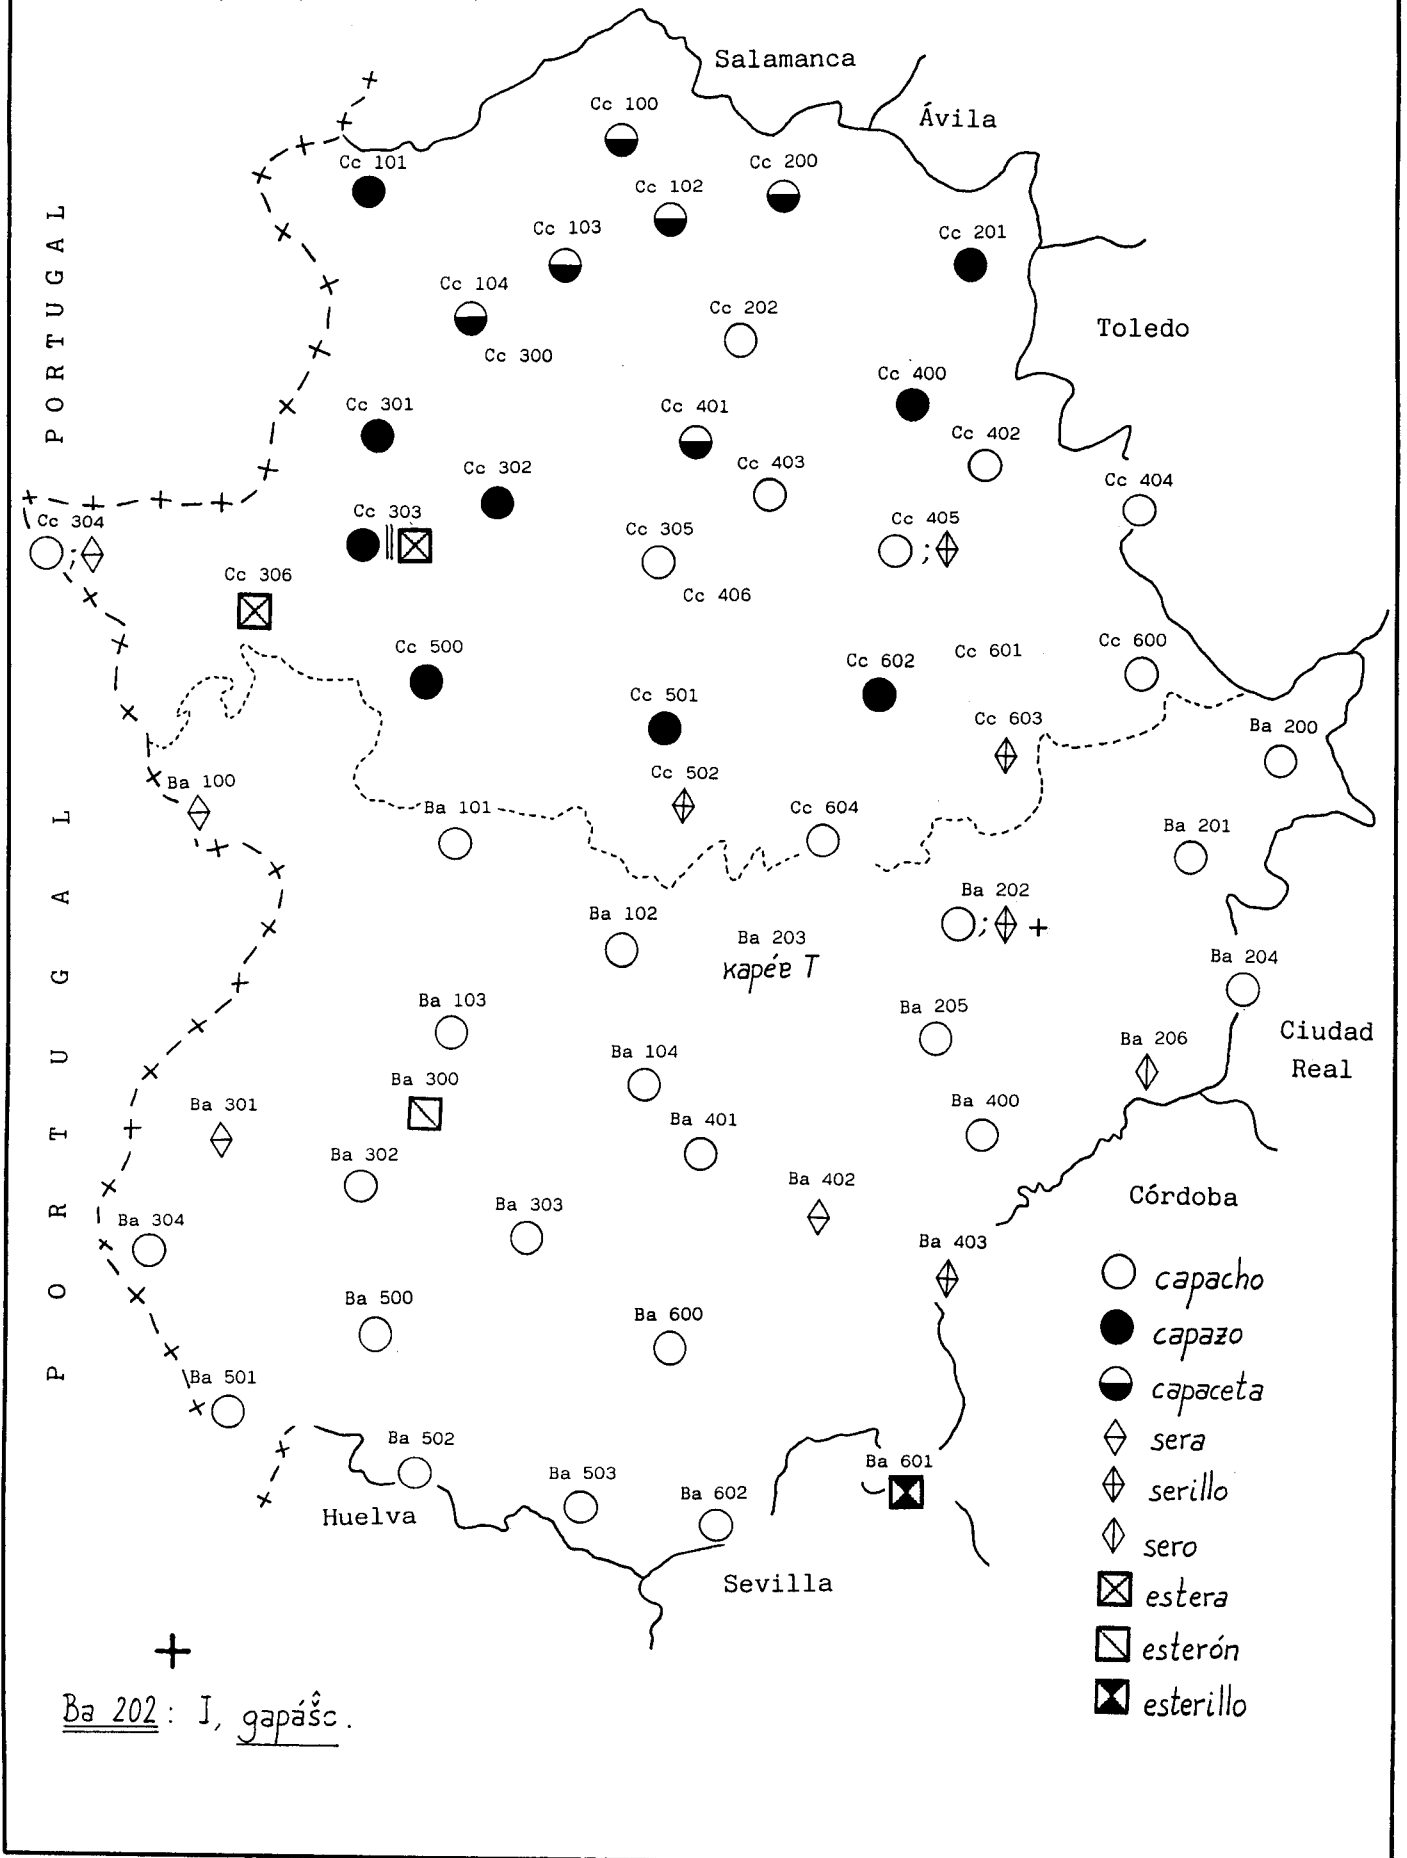 Salamanca
Cc 100
Ávila
Cc 101
Cc 200
Cc 102
Cc 103
Cc 201
PORTUGAL
Cc 104
Cc 202
Toledo
Cc 300
Cc 400
Cc 301
Cc 401
Cc 402
Cc 403
Cc 302
Cc 404
Cc 303
Cc 304
;
Cc 405
;
Cc 305
Cc 306
Cc 406
Cc 500
Cc 601
Cc 600
Cc 602
Cc 501
Cc 603
Ba 200
Cc 502
Ba 100
Ba 101
Cc 604
Ba 201
PORTUGAL
Ba 202
; +
Ba 102
Ba 203
kapée T
Ba 204
Ba 103
Ba 205
Ciudad
Real
Ba 206
Ba 104
Ba 300
Ba 301
Ba 400
Ba 401
Ba 302
Ba 402
Córdoba
Ba 303
Ba 304
Ba 403
capacho
Ba 500
Ba 600
capazo
Ba 501
capaceta
Ba 502
sera
Ba 601
Ba 503
serillo
Ba 602
Huelva
sero
Sevilla
estera
esterón
esterillo
+
Ba 202: I,